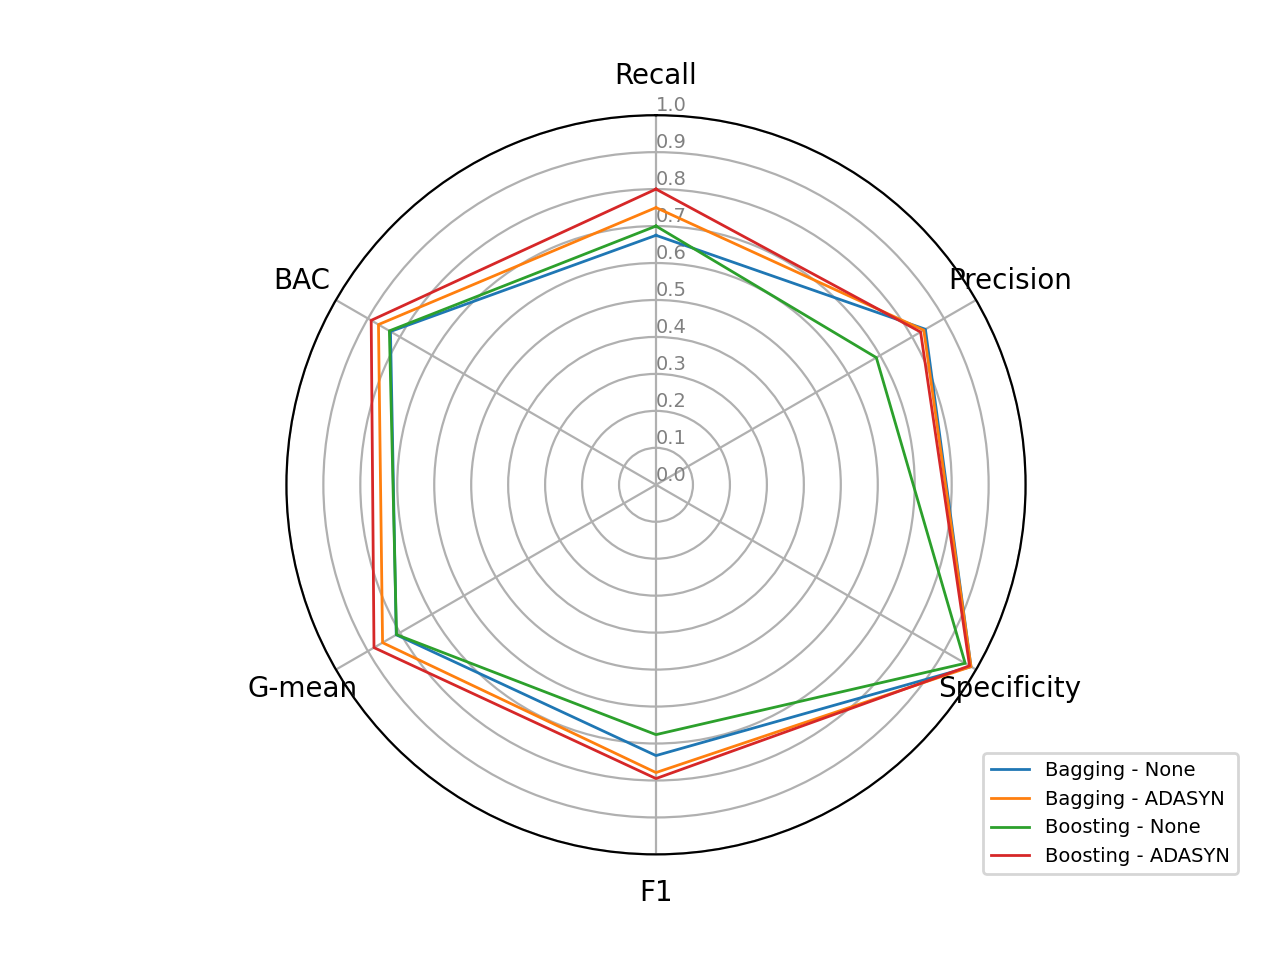 Recall
1.0
0.9
0.8
0.7
0.6
0.5
0.4
0.3
0.2
0.1
0.0
BAC
Precision
G-mean
Specificity
F1
Bagging - None
Bagging - ADASYN
Boosting - None
Boosting - ADASYN